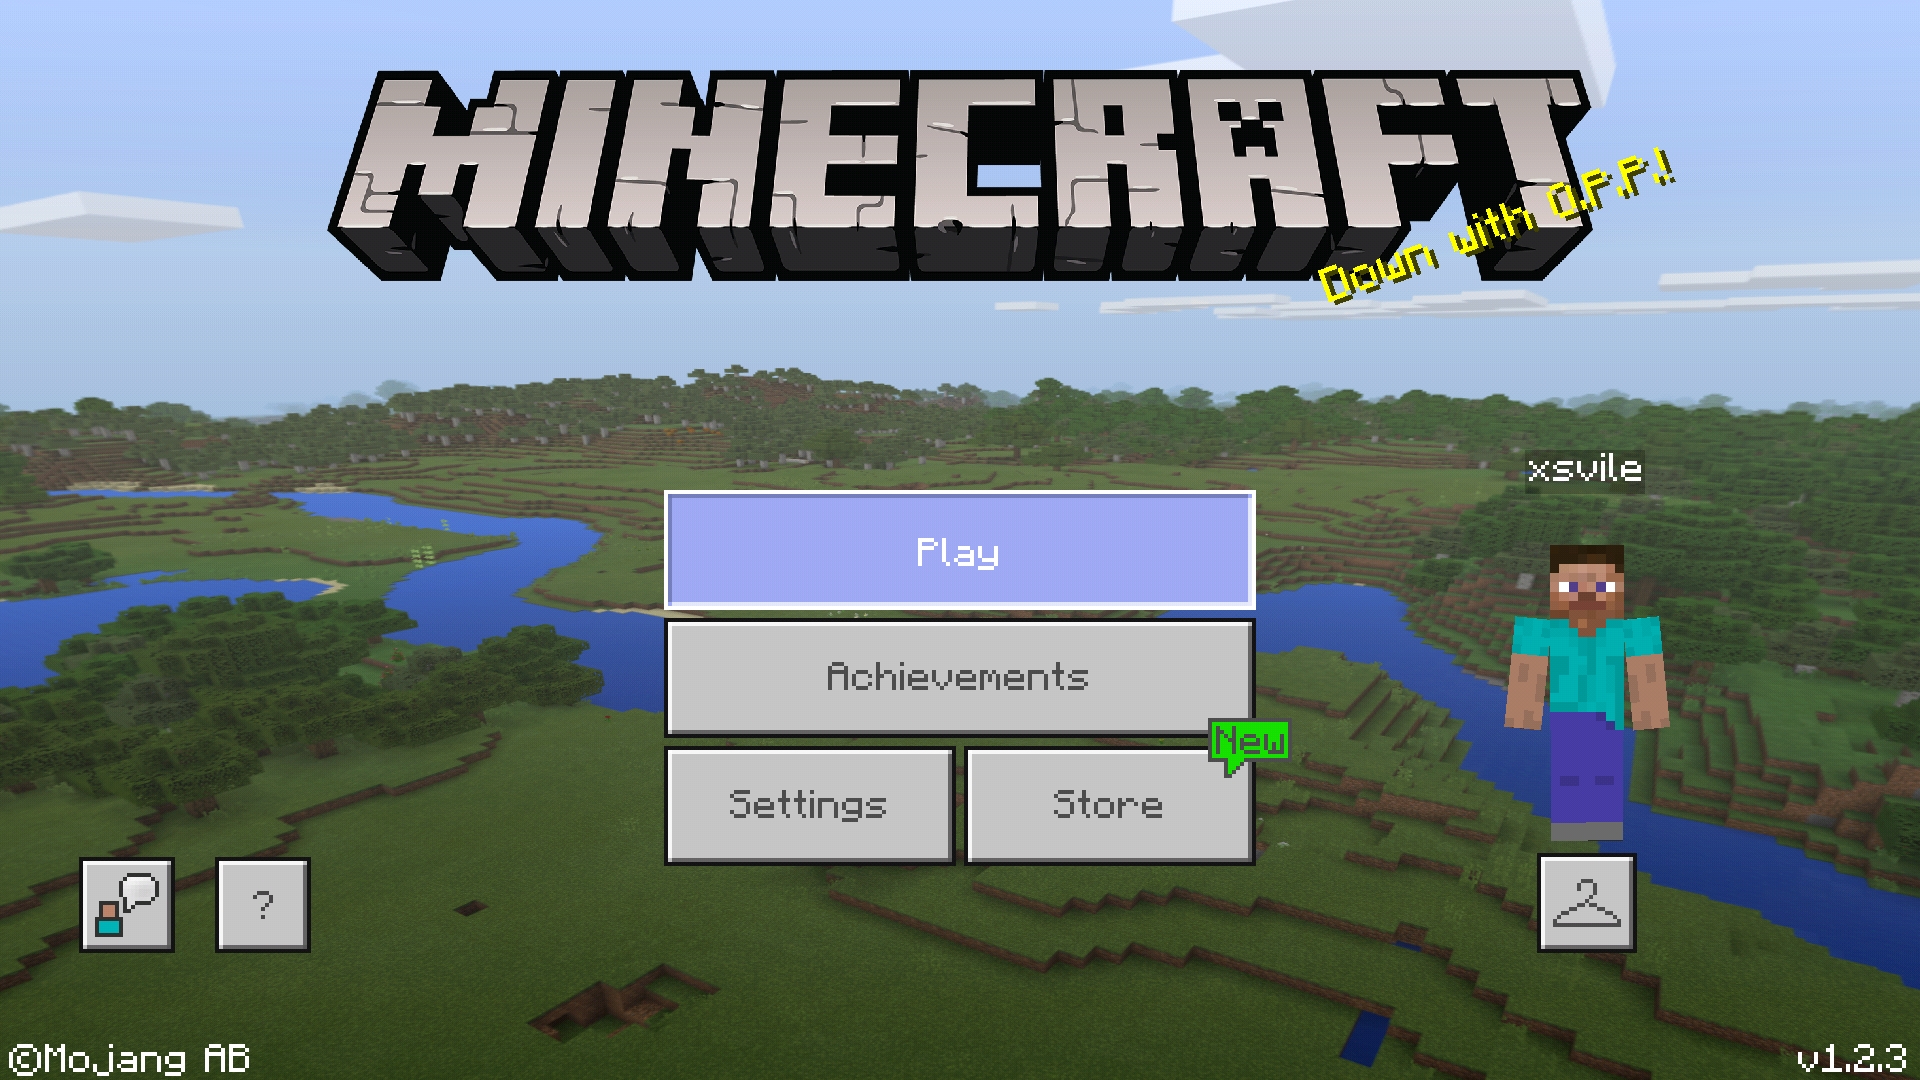 MINECRAFT
Down with O.P.P.!
xsvile
Play
Achievements
New
Settings
Store
?
©Mojang AB
v1.2.3